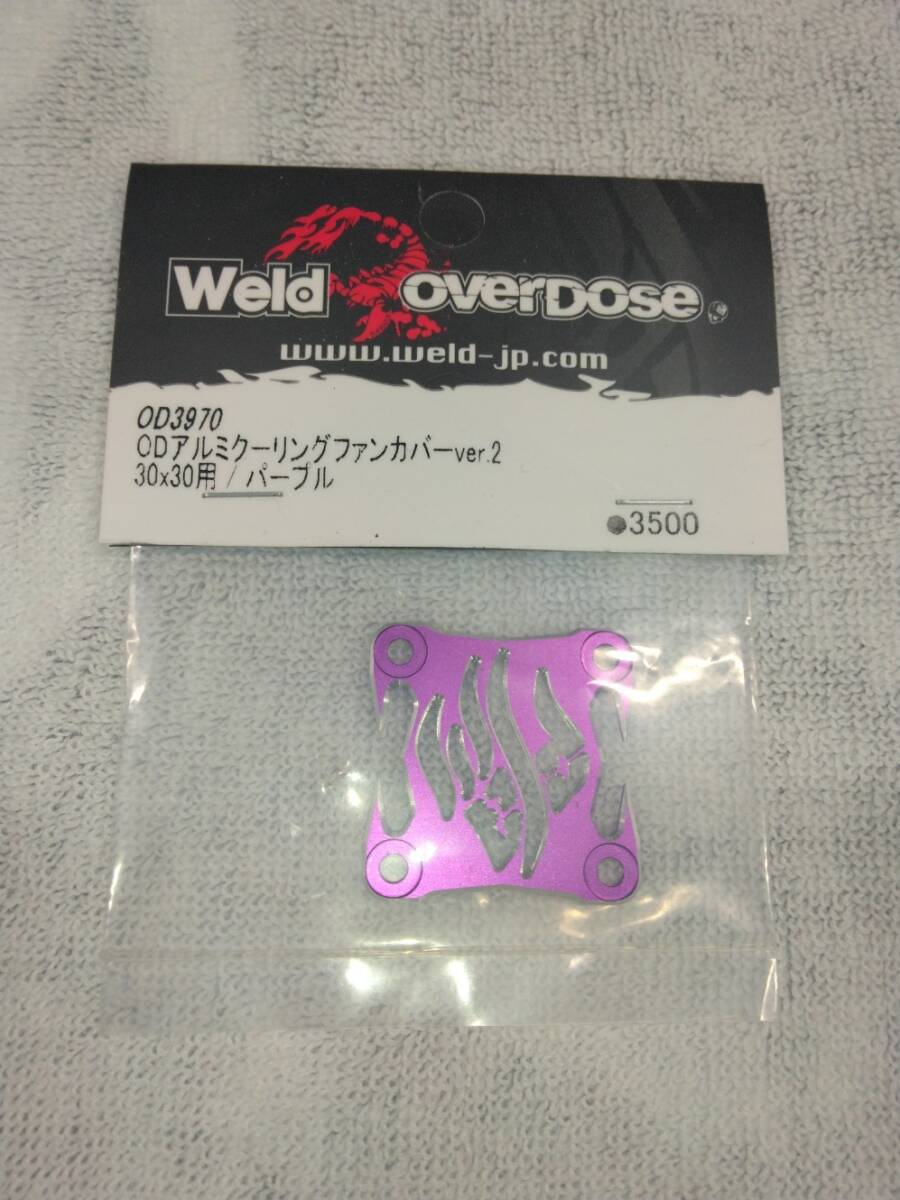 Weld OVERDOSE.
www.weld-jp.com
OD3970
ODアルミクーリングファンカバーver.2
30x30用 / パープル
●3500